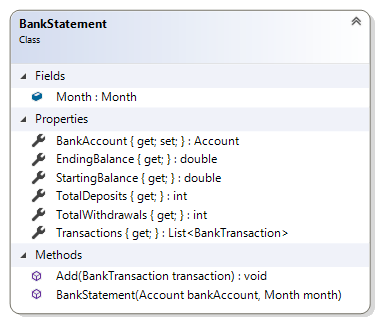 BankStatement
Class
Fields
Month : Month
Properties
BankAccount { get; set; } : Account
EndingBalance { get; } : double
StartingBalance { get; } : double
TotalDeposits { get; } : int
TotalWithdrawals { get; } : int
Transactions { get; } : List<BankTransaction>
Methods
Add(BankTransaction transaction) : void
BankStatement(Account bankAccount, Month month)